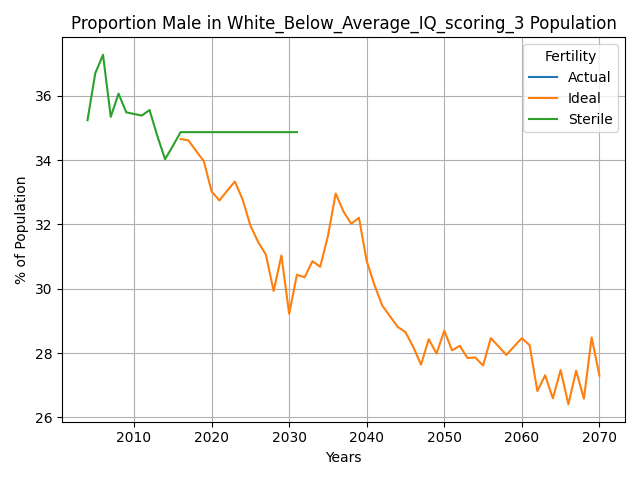 Proportion Male in White_Below_Average_IQ_scoring_3 Population
Fertility
Actual
Ideal
Sterile
% of Population
36
34
32
30
28
26
2010 2020 2030 2040 2050 2060 2070
Years